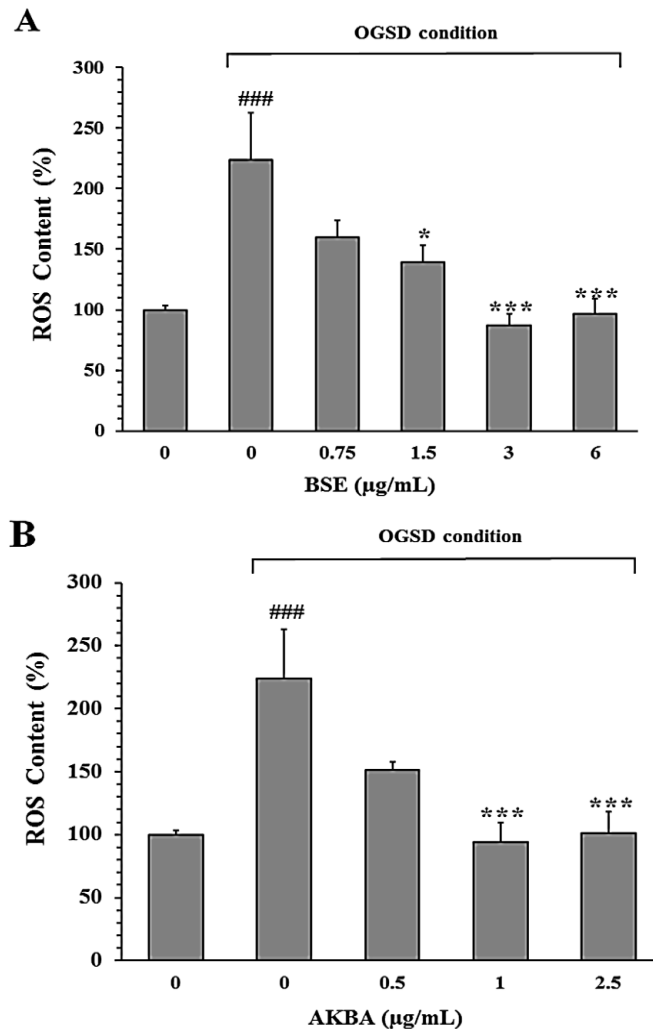 A
OGSD condition
ROS Content (%)
300
250
200
150
100
50
0
###
*
***
***
0 0 0.75 1.5 3 6
BSE (µg/mL)
B
OGSD condition
ROS Content (%)
300
250
200
150
100
50
0
###
***
***
0 0 0.5 1 2.5
AKBA (µg/mL)